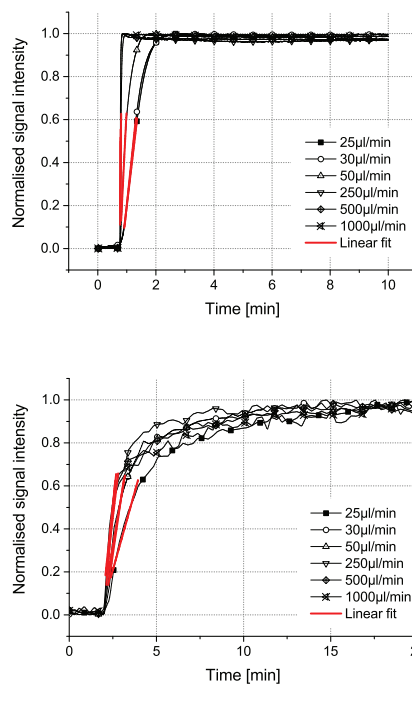 Normalised signal intensity
1.0
0.8
0.6
0.4
0.2
0.0
25µl/min
30µl/min
50µl/min
250µl/min
500µl/min
1000µl/min
Linear fit
0 2 4 6 8 10
Time [min]
Normalised signal intensity
1.0
0.8
0.6
0.4
0.2
0.0
25µl/min
30µl/min
50µl/min
250µl/min
500µl/min
1000µl/min
Linear fit
0 5 10 15
Time [min]